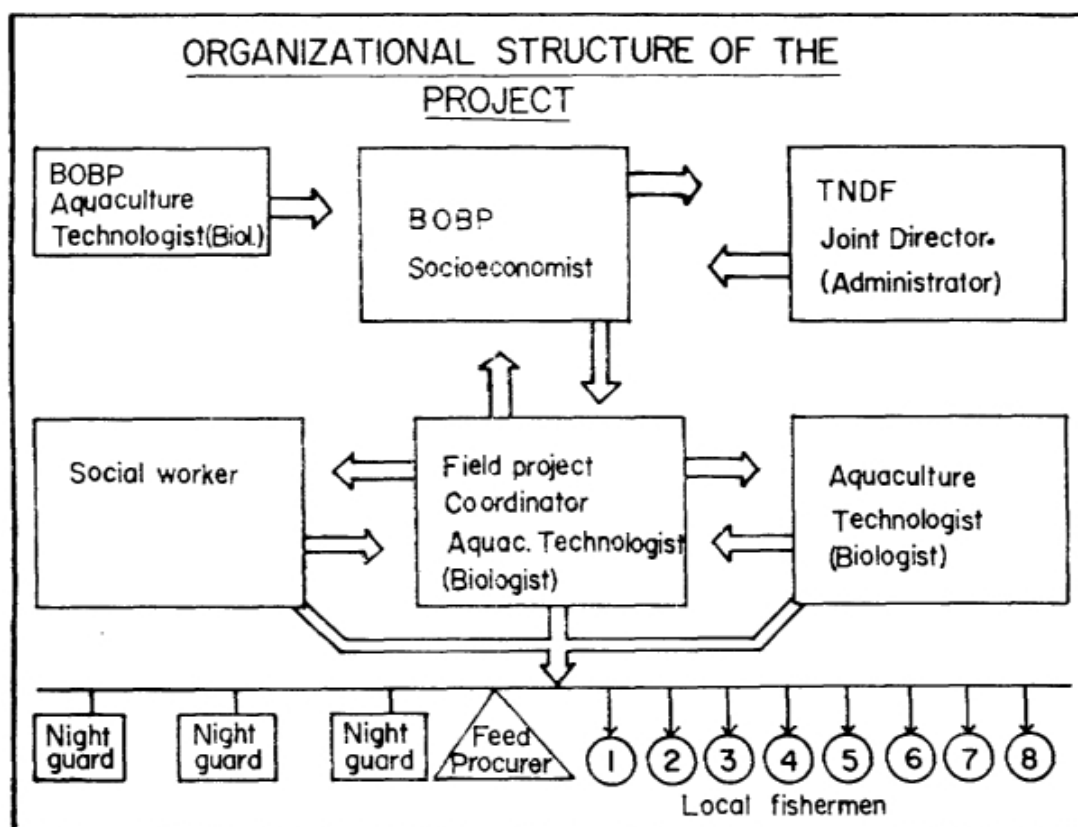 ORGANIZATIONAL STRUCTURE OF THE
PROJECT
BOBP
Aquaculture
Technologist(Biol.)
BOBP
Socioeconomist
TNDF
Joint Director.
(Administrator)
Social worker
Field project
Coordinator
Aquac. Technologist
(Biologist)
Aquaculture
Technologist
(Biologist)
Night
guard
Night
guard
Night
guard
Feed
Procurer
1 2 3 4 5 6 7 8
Local fishermen